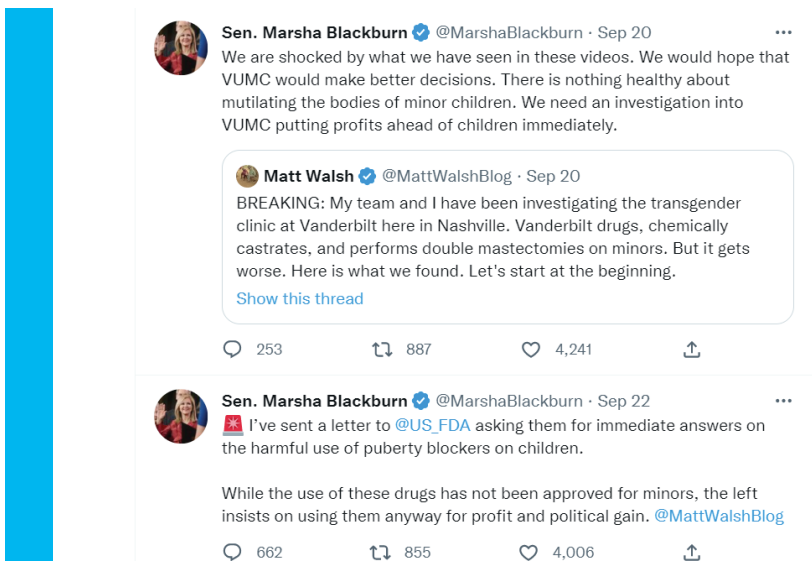 Sen. Marsha Blackburn @MarshaBlackburn · Sep 20
We are shocked by what we have seen in these videos. We would hope that
VUMC would make better decisions. There is nothing healthy about
mutilating the bodies of minor children. We need an investigation into
VUMC putting profits ahead of children immediately.
Matt Walsh @MattWalshBlog · Sep 20
BREAKING: My team and I have been investigating the transgender
clinic at Vanderbilt here in Nashville. Vanderbilt drugs, chemically
castrates, and performs double mastectomies on minors. But it gets
worse. Here is what we found. Let's start at the beginning.
Show this thread
253 887 4,241
Sen. Marsha Blackburn @MarshaBlackburn · Sep 22
I've sent a letter to @US_FDA asking them for immediate answers on
the harmful use of puberty blockers on children.
While the use of these drugs has not been approved for minors, the left
insists on using them anyway for profit and political gain. @MattWalshBlog
662 855 4,006